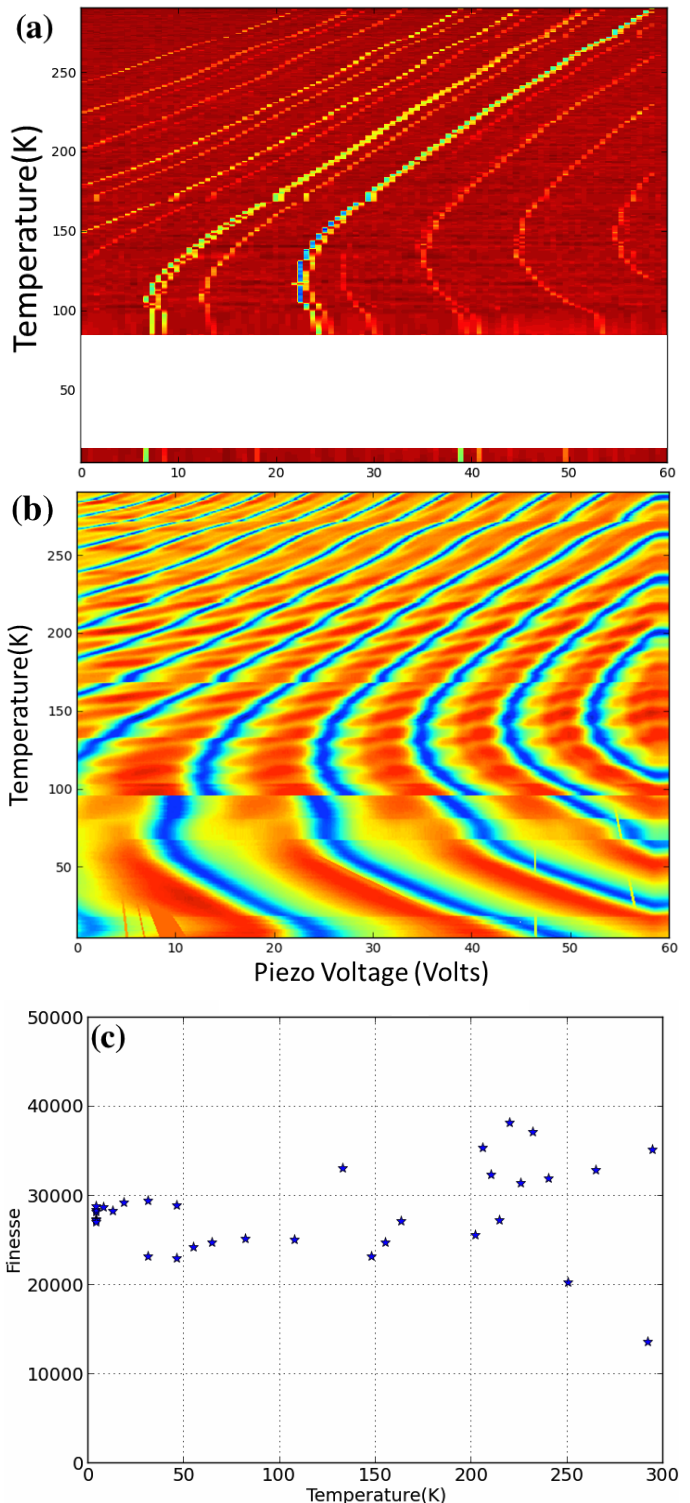 (a)
Temperature(K)
250
200
150
100
50
0 10 20 30 40 50 60
(b)
Temperature(K)
250
200
150
100
50
0 10 20 30 40 50 60
Piezo Voltage (Volts)
(c)
Finesse
50000
40000
30000
20000
10000
0
0 50 100 150 200 250 300
Temperature(K)